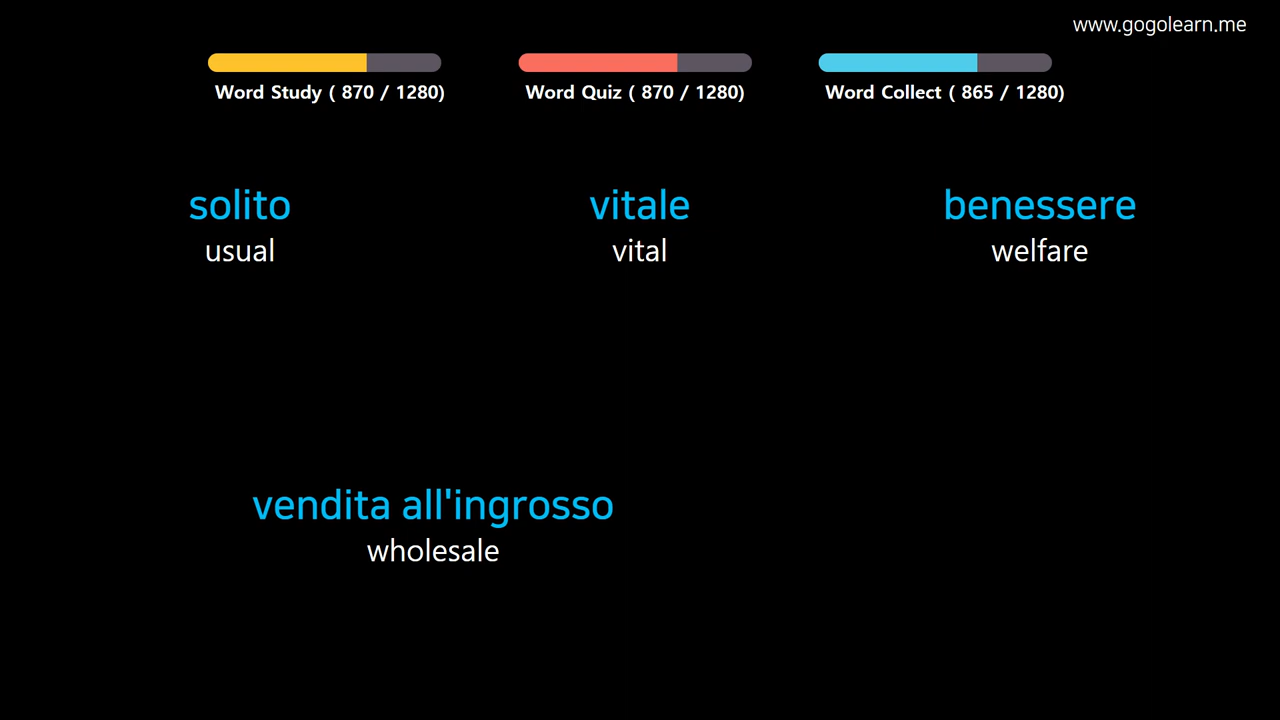 www.gogolearn.me
Word Study ( 870 / 1280)
Word Quiz ( 870 / 1280)
Word Collect ( 865 / 1280)
solito
usual
vitale
vital
benessere
welfare
vendita all'ingrosso
wholesale